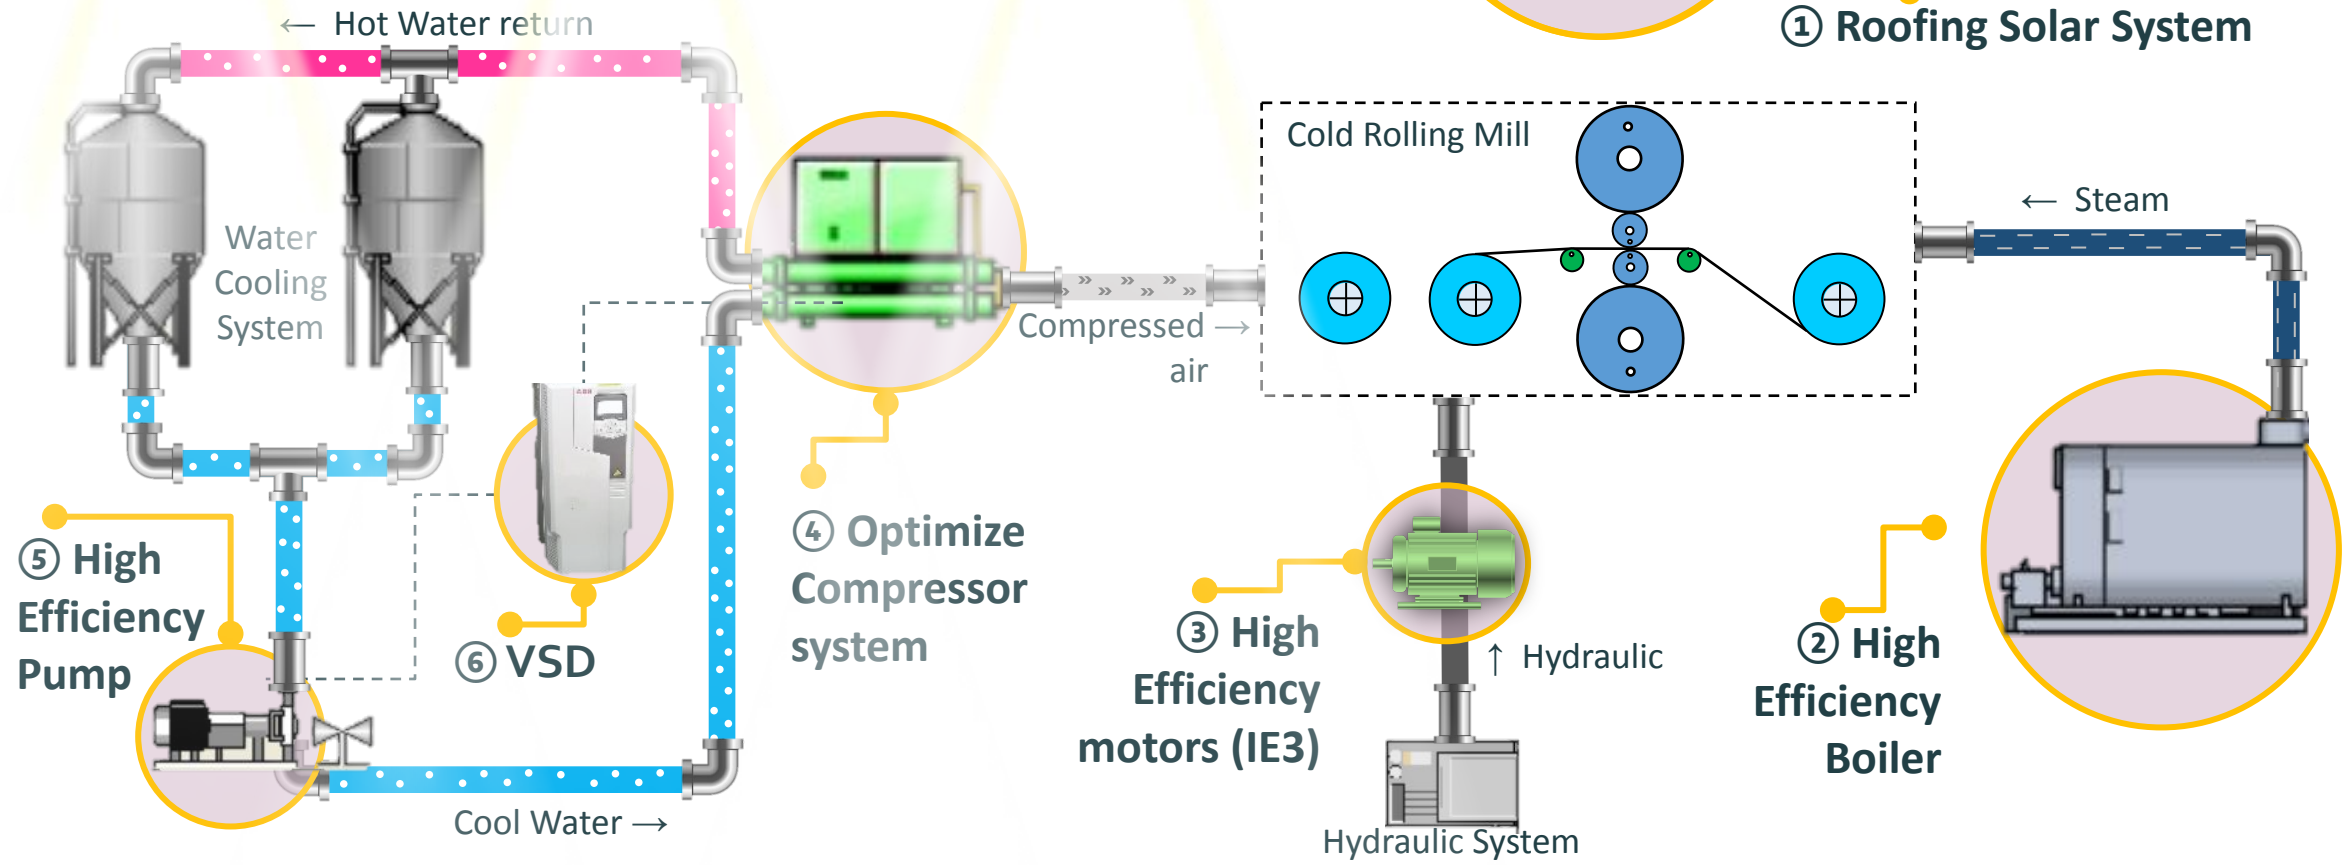 ← Hot Water return
① Roofing Solar System
Cold Rolling Mill
← Steam
Water
Cooling
System
Compressed →
air
④ Optimize
Compressor
system
⑤ High
Efficiency
Pump
⑥ VSD
③ High
Efficiency
motors (IE3)
↑ Hydraulic
② High
Efficiency
Boiler
Cool Water →
Hydraulic System